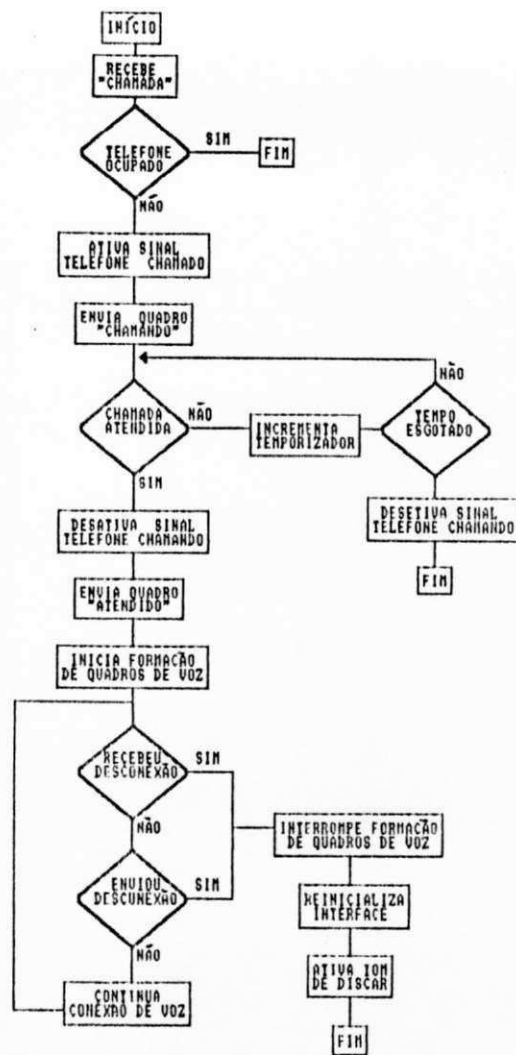 INÍCIO
RECEBE
"CHAMADA"
TELEFONE
OCUPADO
SIM
FIM
NÃO
ATIVA SINAL
TELEFONE CHAMADO
ENVIA QUADRO
"CHAMANDO"
CHAMADA
ATENDIDA
NÃO
INCREMENTA
TEMPORIZADOR
TEMPO
ESGOTADO
NÃO
SIM
DESATIVA SINAL
TELEFONE CHAMANDO
DESETIVA SINAL
TELEFONE CHAMANDO
FIM
ENVIA QUADRO
"ATENDIDO"
INICIA FORMAÇÃO
DE QUADROS DE VOZ
RECEBEU
DESCONEXÃO
SIM
NÃO
INTERROMPE FORMAÇÃO
DE QUADROS DE VOZ
ENVIOU
DESCONEXÃO
SIM
NÃO
REINICIALIZA
INTERFACE
CONTINUA
CONEXÃO DE VOZ
ATIVA TOM
DE DISCAR
FIM